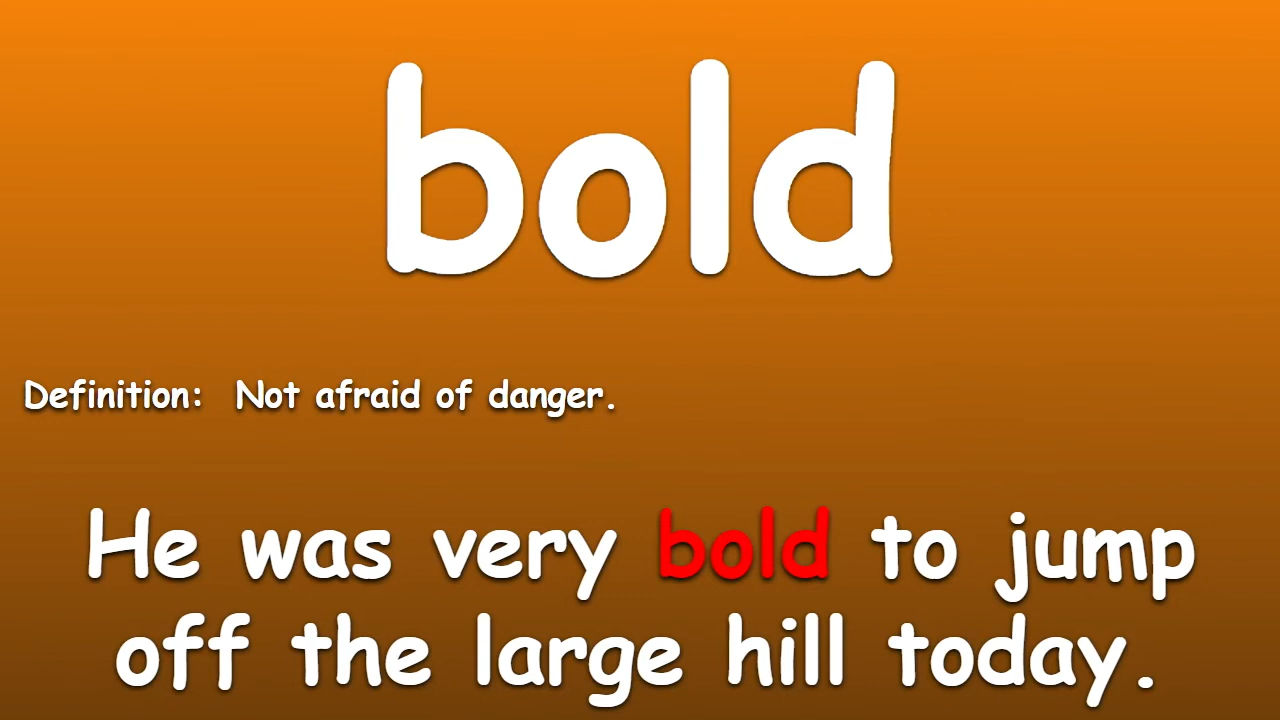 bold
Definition: Not afraid of danger.
He was very bold to jump
off the large hill today.